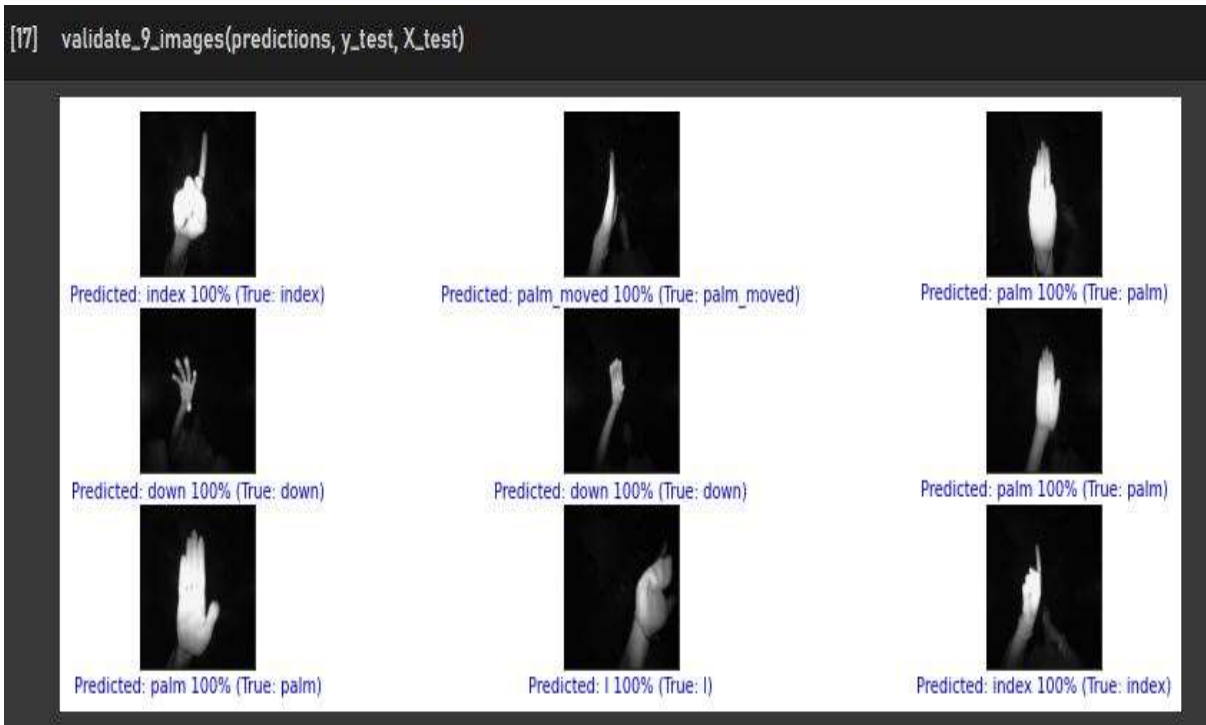 [17] validate_9_images(predictions, y_test, X_test)
Predicted: index 100% (True: index)
Predicted: palm_moved 100% (True: palm_moved)
Predicted: palm 100% (True: palm)
Predicted: down 100% (True: down)
Predicted: down 100% (True: down)
Predicted: palm 100% (True: palm)
Predicted: palm 100% (True: palm)
Predicted: l 100% (True: l)
Predicted: index 100% (True: index)